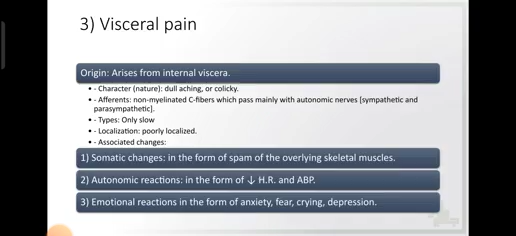 3) Visceral pain
Origin: Arises from internal viscera.
• - Character (nature): dull aching, or colicky.
• - Afferents: non-myelinated C-fibers which pass mainly with autonomic nerves [sympathetic and
parasympathetic].
• - Types: Only slow
• - Localization: poorly localized.
• - Associated changes:
1) Somatic changes: in the form of spam of the overlying skeletal muscles.
2) Autonomic reactions: in the form of ↓ H.R. and ABP.
3) Emotional reactions in the form of anxiety, fear, crying, depression.